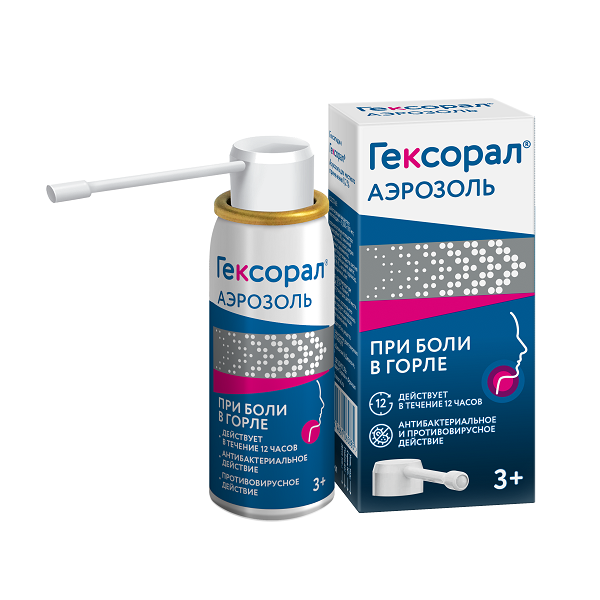 Гексорал®
АЭРОЗОЛЬ
ПРИ БОЛИ
В ГОРЛЕ
ДЕЙСТВУЕТ
В ТЕЧЕНИЕ 12 ЧАСОВ
АНТИБАКТЕРИАЛЬНОЕ
ДЕЙСТВИЕ
ПРОТИВОВИРУСНОЕ
ДЕЙСТВИЕ
3+
Гексорал®
АЭРОЗОЛЬ
ПРИ БОЛИ
В ГОРЛЕ
12
ДЕЙСТВУЕТ
В ТЕЧЕНИЕ 12 ЧАСОВ
АНТИБАКТЕРИАЛЬНОЕ
И ПРОТИВОВИРУСНОЕ
ДЕЙСТВИЕ
3+